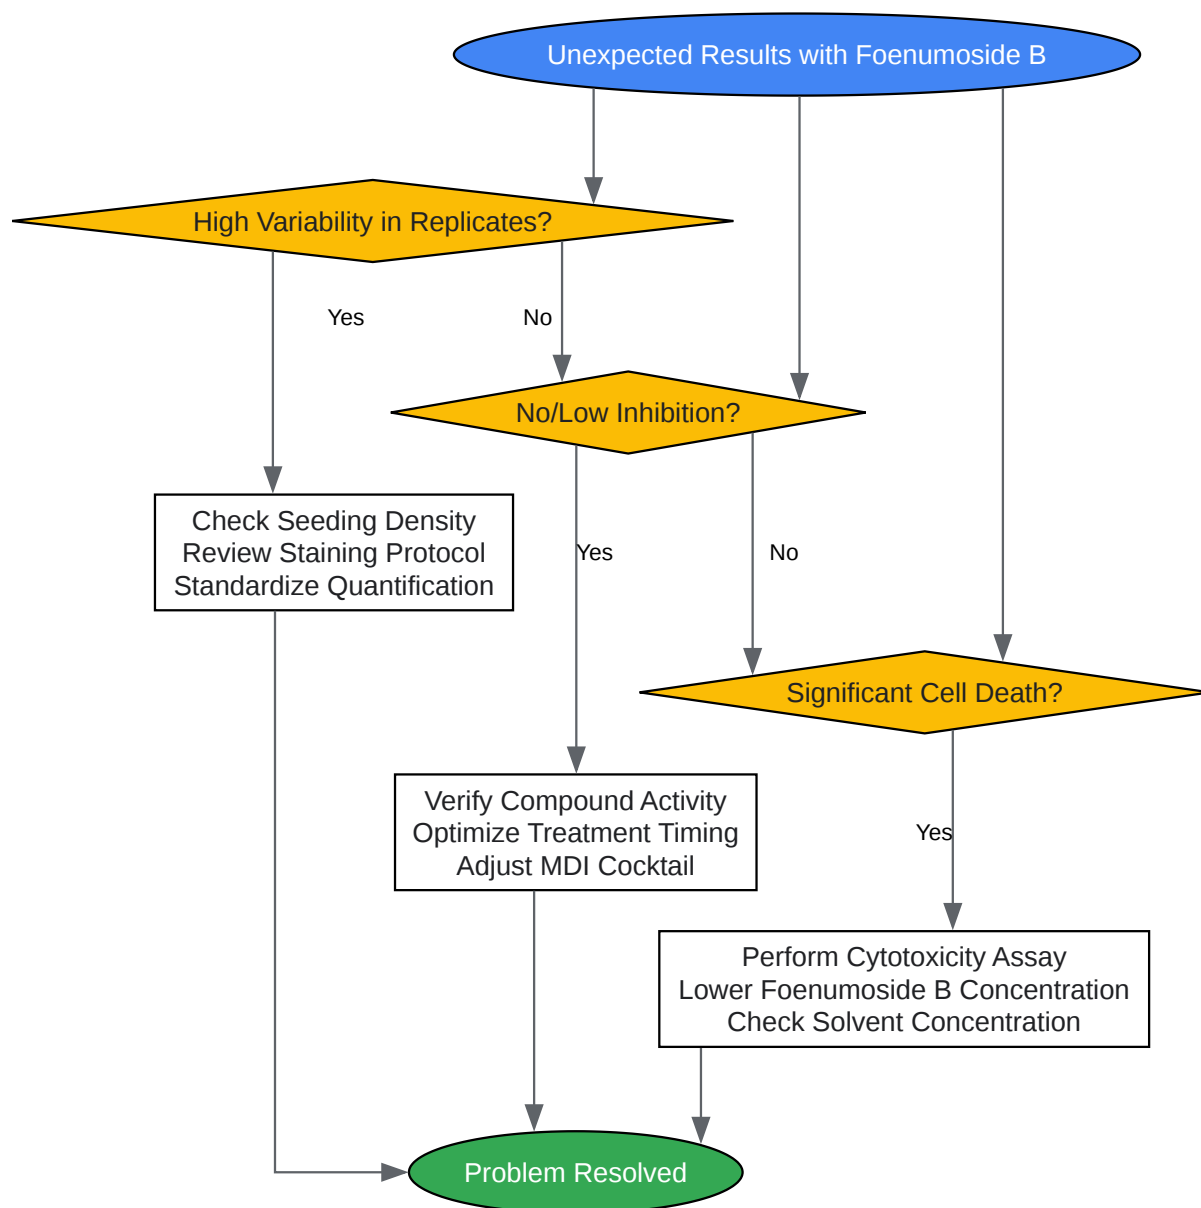 Unexpected Results with Foenumoside B
High Variability in Replicates?
Yes
No
No/Low Inhibition?
Check Seeding Density
Review Staining Protocol
Standardize Quantification
Yes
No
Significant Cell Death?
Verify Compound Activity
Optimize Treatment Timing
Adjust MDI Cocktail
Yes
Perform Cytotoxicity Assay
Lower Foenumoside B Concentration
Check Solvent Concentration
Problem Resolved